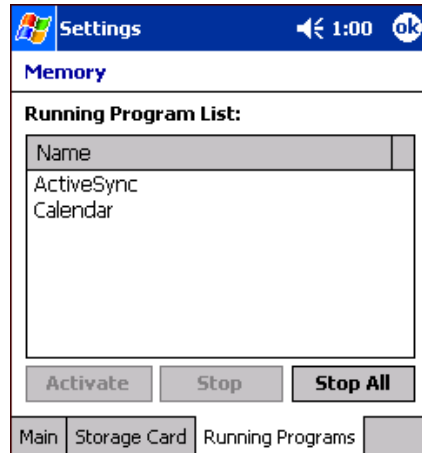 Settings 1:00 ok
Memory
Running Program List:
Name
ActiveSync
Calendar
Activate Stop Stop All
Main Storage Card Running Programs